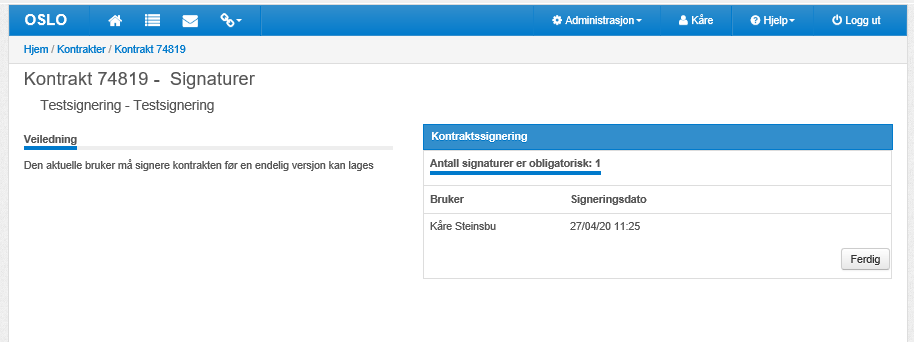 OSLO Administrasjon Kåre Hjelp Logg ut
Hjem / Kontrakter / Kontrakt 74819
Kontrakt 74819 - Signaturer
Testsignering - Testsignering
Veiledning
Den aktuelle bruker må signere kontrakten før en endelig versjon kan lages
Kontraktssignering
Antall signaturer er obligatorisk: 1
Bruker Signeringsdato
Kåre Steinsbu 27/04/20 11:25
Ferdig